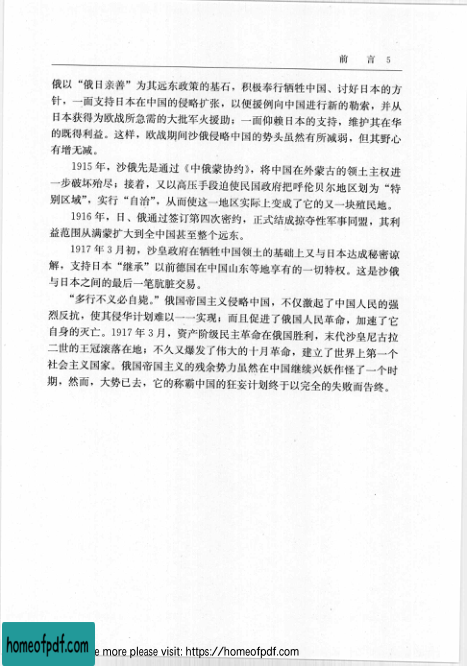 前 言 5
俄以“俄日亲善”为其远东政策的基石，积极奉行牺牲中国、讨好日本的方
针，一面支持日本在中国的侵略扩张，以便援例向中国进行新的勒索，并从
日本获得为欧战所急需的大批军火援助；一面仰赖日本的支持，维护其在华
的既得利益。这样，欧战期间沙俄侵略中国的势头虽然有所减弱，但其野心
有增无减。
1915年，沙俄先是通过《中俄蒙协约》，将中国在外蒙古的领土主权进
一步破坏殆尽；接着，又以高压手段迫使民国政府把呼伦贝尔地区划为“特
别区域”，实行“自治”，从而使这一地区实际上变成了它的又一块殖民地。
1916年，日、俄通过签订第四次密约，正式结成掠夺性军事同盟，其利
益范围从满蒙扩大到全中国甚至整个远东。
1917年3月初，沙皇政府在牺牲中国领土的基础上又与日本达成秘密谅
解，支持日本“继承”以前德国在中国山东等地享有的一切特权。这是沙俄
与日本之间的最后一笔肮脏交易。
“多行不义必自毙。”俄国帝国主义侵略中国，不仅激起了中国人民的强
烈反抗，使其侵华计划难以一一实现；而且促进了俄国人民革命，加速了它
自身的灭亡。1917年3月，资产阶级民主革命在俄国胜利，末代沙皇尼古拉
二世的王冠滚落在地；不久又爆发了伟大的十月革命，建立了世界上第一个
社会主义国家。俄国帝国主义的残余势力虽然在中国继续兴妖作怪了一个时
期，然而，大势已去，它的称霸中国的狂妄计划终于以完全的失败而告终。
homeofpdf.com
e more please visit: https://homeofpdf.com